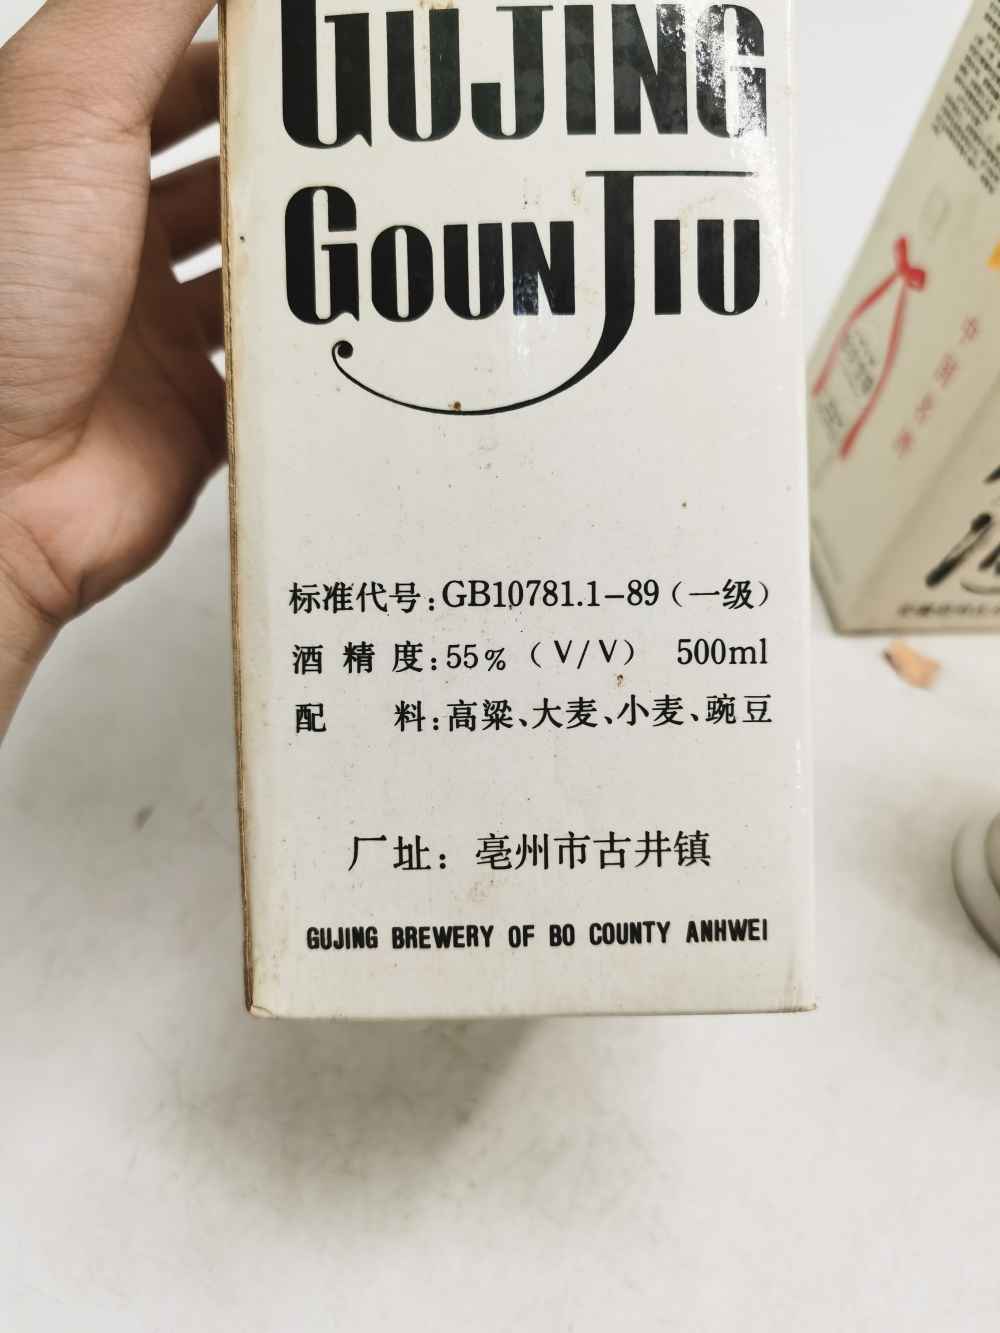 GUJING
GOUNJIU
标准代号:GB10781.1-89(一级)
酒精度:55%(V/V) 500ml
配 料:高粱、大麦、小麦、豌豆
厂址:亳州市古井镇
GUJING BREWERY OF BO COUNTY ANHWEI